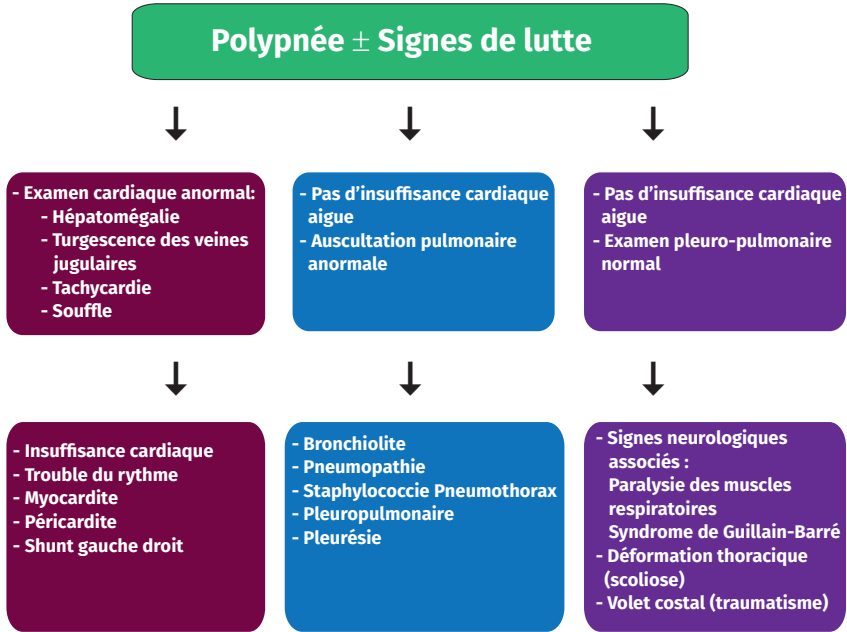 Polypnée ± Signes de lutte
- Examen cardiaque anormal:
- Hépatomégalie
- Turgescence des veines
jugulaires
- Tachycardie
- Souffle
- Pas d’insuffisance cardiaque
aigue
- Auscultation pulmonaire
anormale
- Pas d’insuffisance cardiaque
aigue
- Examen pleuro-pulmonaire
normal
- Insuffisance cardiaque
- Trouble du rythme
- Myocardite
- Péricardite
- Shunt gauche droit
- Bronchiolite
- Pneumopathie
- Staphylococcie Pneumothorax
- Pleuropulmonaire
- Pleurésie
- Signes neurologiques
associés :
Paralysie des muscles
respiratoires
Syndrome de Guillain-Barré
- Déformation thoracique
(scoliose)
- Volet costal (traumatisme)